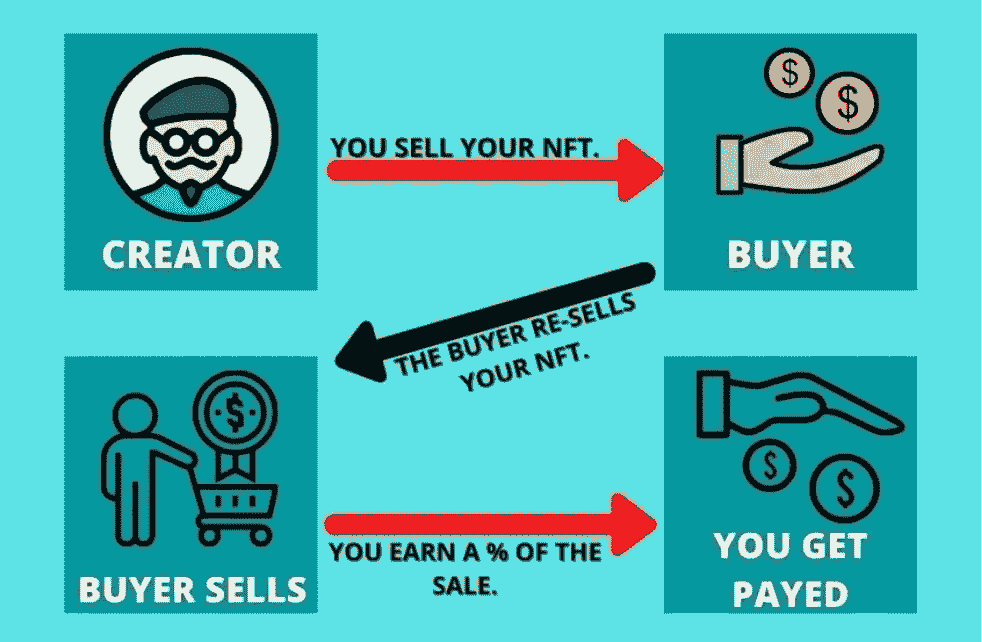 YOU SELL YOUR NFT.
CREATOR
BUYER
THE BUYER RE-SELLS
YOUR NFT.
BUYER SELLS
YOU EARN A % OF THE
SALE.
YOU GET
PAYED